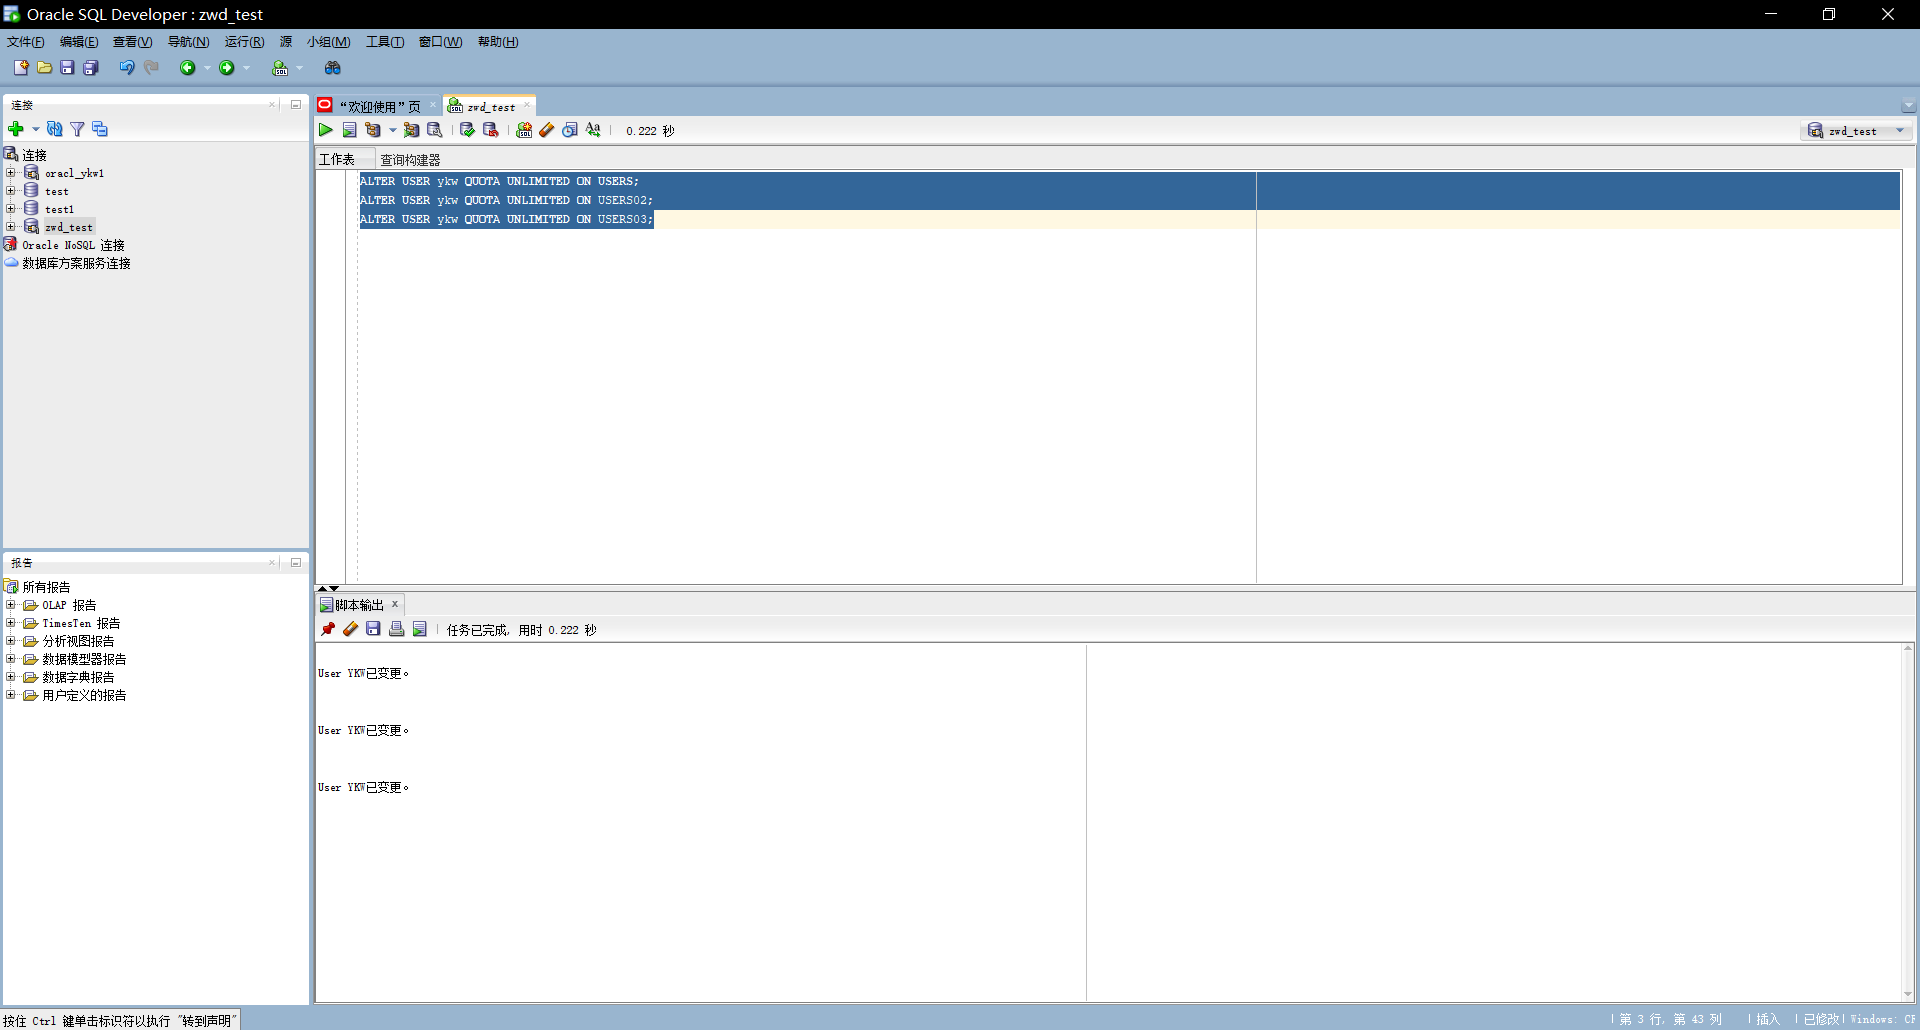 Oracle SQL Developer : zwd_test
文件(F) 编辑(E) 查看(V) 导航(N) 运行(R) 源 小组(M) 工具(T) 窗口(W) 帮助(H)
连接
连接
oracl_ykw1
test
test1
zwd_test
Oracle NoSQL 连接
数据库方案服务连接
报告
所有报告
OLAP 报告
TimesTen 报告
分析视图报告
数据模型器报告
数据字典报告
用户定义的报告
“欢迎使用”页 zwd_test
0.222 秒 zwd_test
工作表 查询构建器
ALTER USER ykw QUOTA UNLIMITED ON USERS;
ALTER USER ykw QUOTA UNLIMITED ON USERS02;
ALTER USER ykw QUOTA UNLIMITED ON USERS03;
脚本输出
任务已完成, 用时 0.222 秒
User YKW已变更。
User YKW已变更。
User YKW已变更。
按住 Ctrl 键单击标识符以执行 "转到声明" 第 3 行, 第 43 列 插入 已修改 Windows: CF